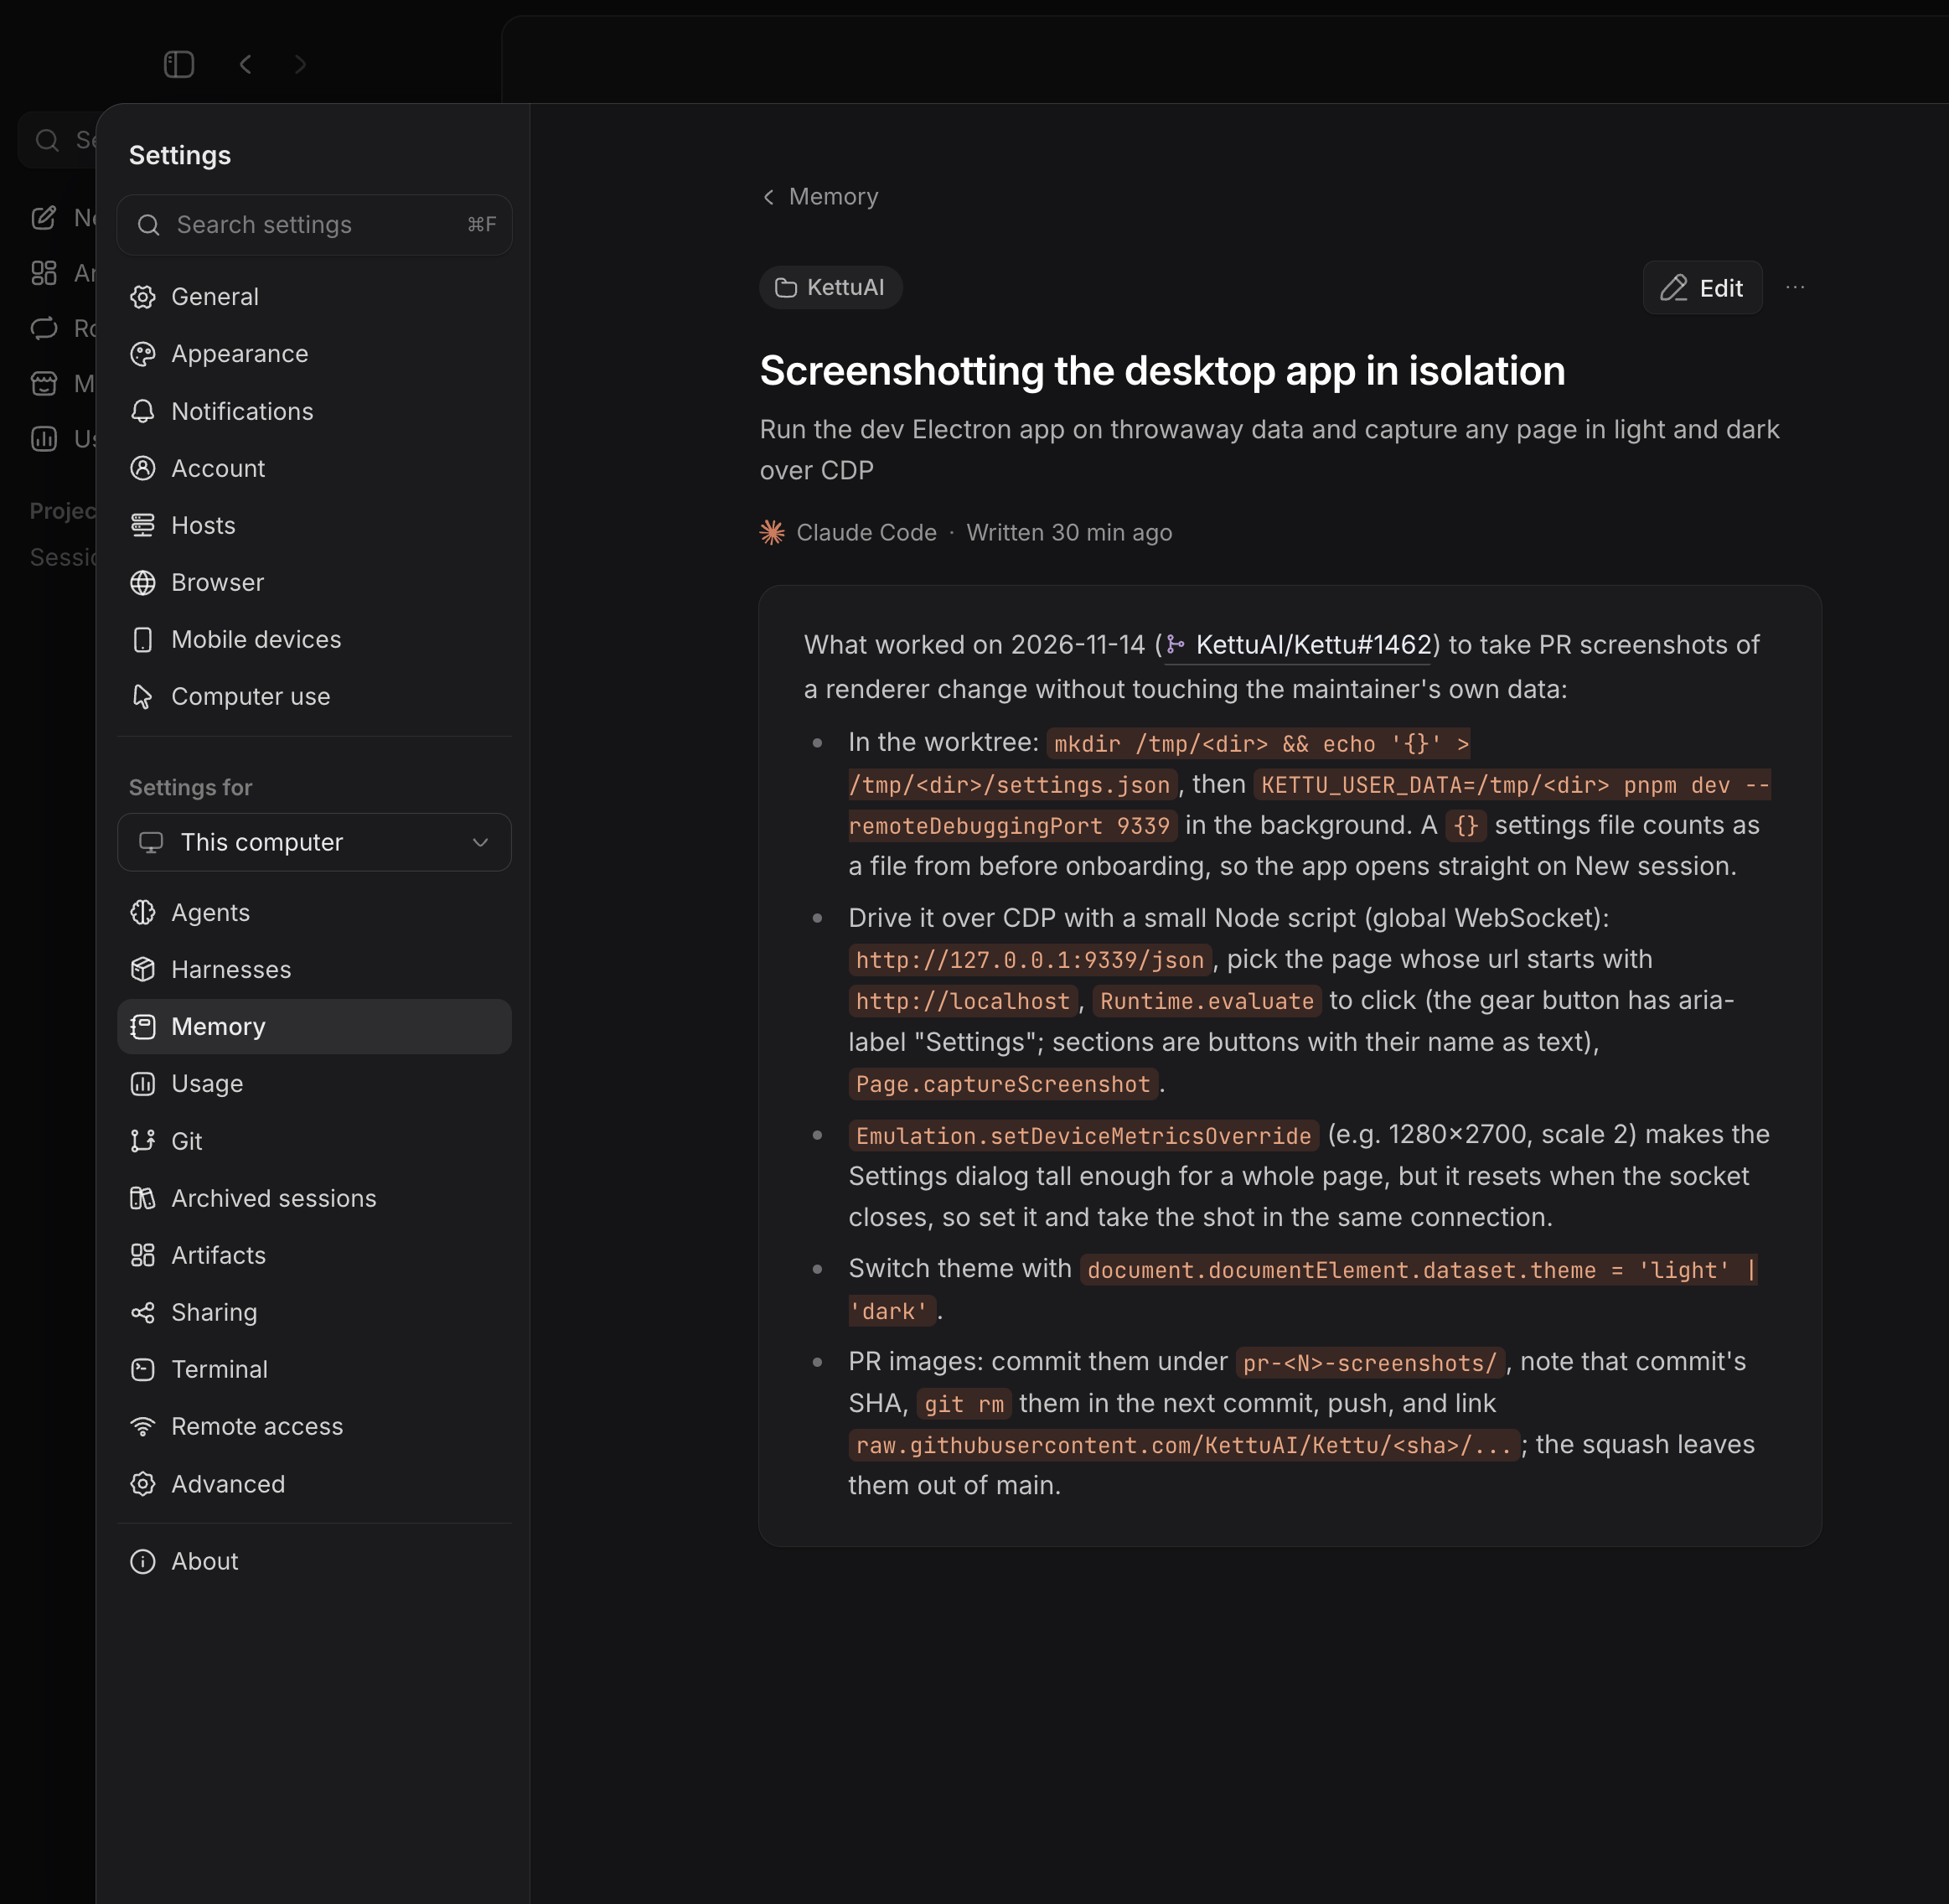 Settings
Search settings ⌘F
General
Appearance
Notifications
Account
Hosts
Browser
Mobile devices
Computer use
Settings for
This computer
Agents
Harnesses
Memory
Usage
Git
Archived sessions
Artifacts
Sharing
Terminal
Remote access
Advanced
About
Memory
KettuAI
Edit
Screenshotting the desktop app in isolation
Run the dev Electron app on throwaway data and capture any page in light and dark
over CDP
Claude Code · Written 30 min ago
What worked on 2026-11-14 (KettuAI/Kettu#1462) to take PR screenshots of
a renderer change without touching the maintainer's own data:
In the worktree: mkdir /tmp/<dir> && echo '{}' >
/tmp/<dir>/settings.json, then KETTU_USER_DATA=/tmp/<dir> pnpm dev --
remoteDebuggingPort 9339 in the background. A {} settings file counts as
a file from before onboarding, so the app opens straight on New session.
Drive it over CDP with a small Node script (global WebSocket):
http://127.0.0.1:9339/json, pick the page whose url starts with
http://localhost, Runtime.evaluate to click (the gear button has aria-
label "Settings"; sections are buttons with their name as text),
Page.captureScreenshot.
Emulation.setDeviceMetricsOverride (e.g. 1280×2700, scale 2) makes the
Settings dialog tall enough for a whole page, but it resets when the socket
closes, so set it and take the shot in the same connection.
Switch theme with document.documentElement.dataset.theme = 'light' |
'dark'.
PR images: commit them under pr-<N>-screenshots/, note that commit's
SHA, git rm them in the next commit, push, and link
raw.githubusercontent.com/KettuAI/Kettu/<sha>/...; the squash leaves
them out of main.